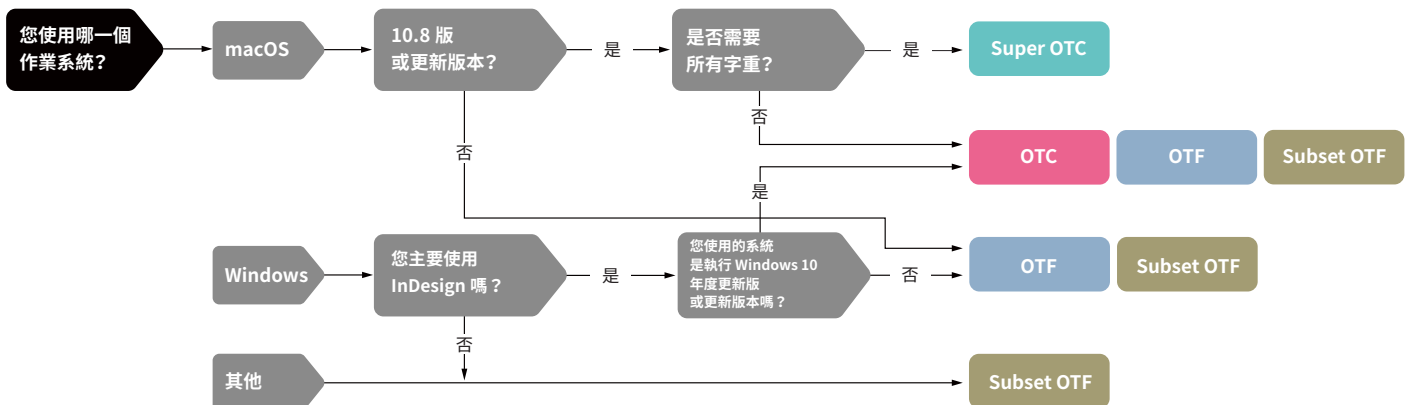 您使用哪一個
作業系統？
macOS
10.8 版
或更新版本？
是
是否需要
所有字重？
是
Super OTC
否
否
OTC
OTF
Subset OTF
是
Windows
您主要使用
InDesign 嗎？
是
您使用的系統
是執行 Windows 10
年度更新版
或更新版本嗎？
否
OTF
Subset OTF
否
其他
Subset OTF